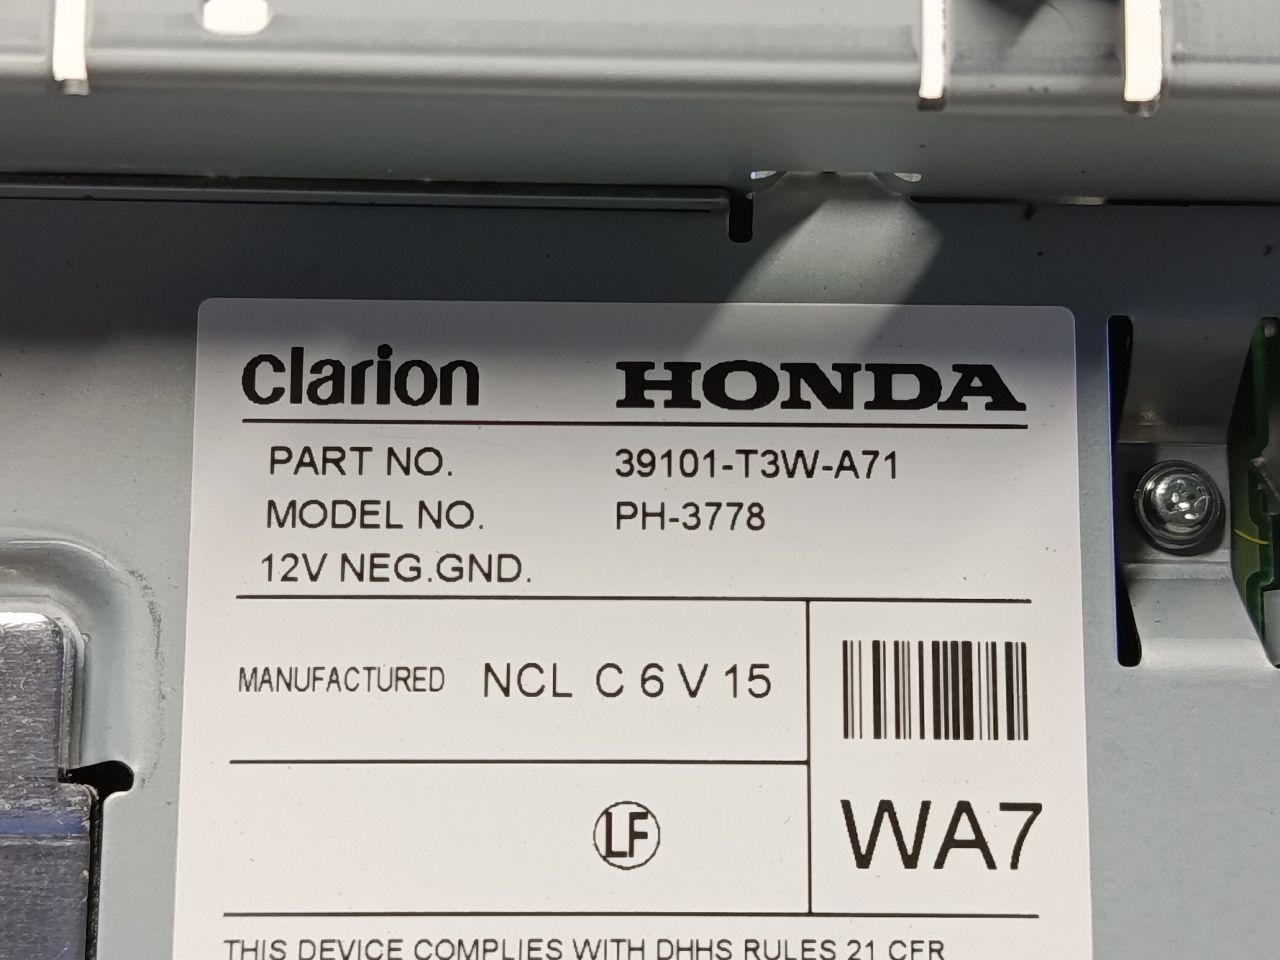 clarion HONDA
PART NO. 39101-T3W-A71
MODEL NO. PH-3778
12V NEG.GND.
MANUFACTURED NCL C 6 V 15
LF
WA7
THIS DEVICE COMPLIES WITH DHHS RULES 21 CFR